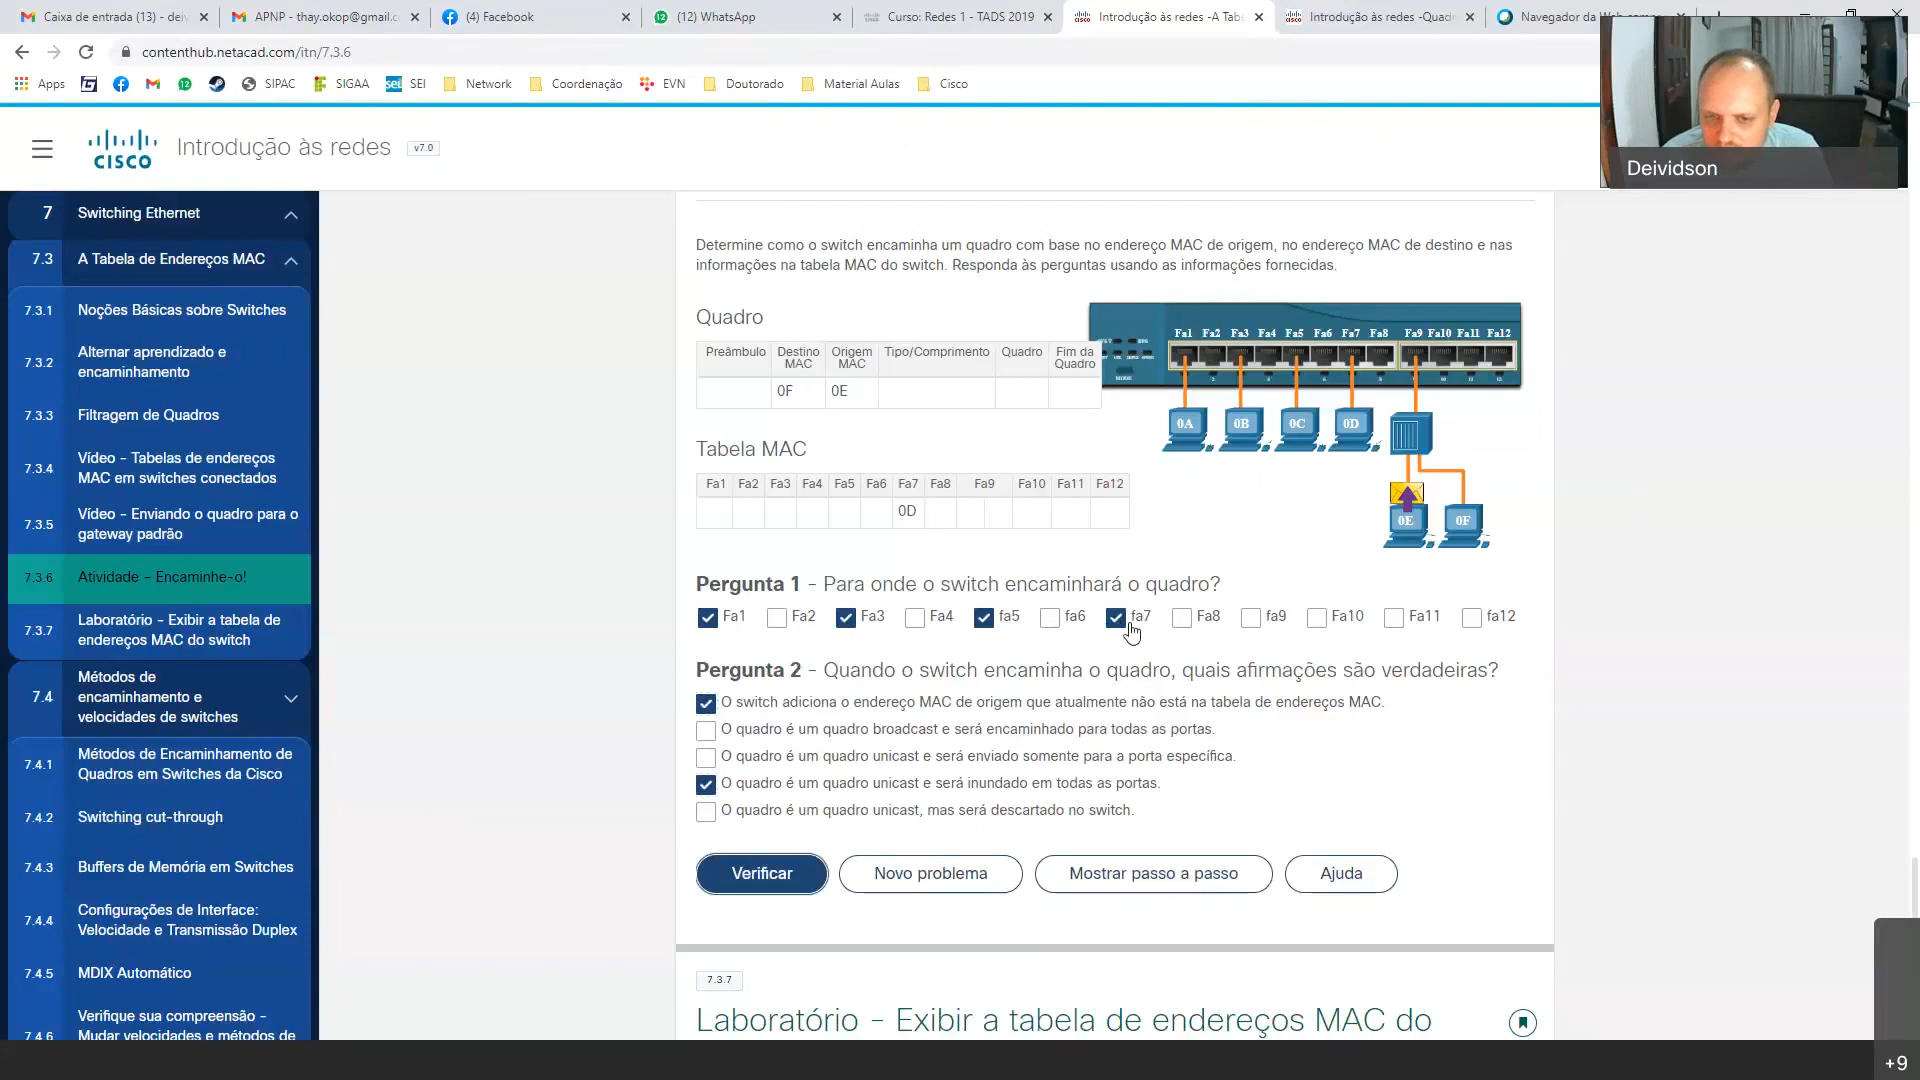 Caixa de entrada (13) - dei
APNP - thay.okop@gmail.c
(4) Facebook
(12) WhatsApp
Curso: Redes 1 - TADS 2019
Introdução às redes -A Tab
Introdução às redes -Quad
Navegador da Web
contenthub.netacad.com/itn/7.3.6
Apps
SIPAC
SIGAA
SEI
Network
Coordenação
EVN
Doutorado
Material Aulas
Cisco
Deividson
CISCO
Introdução às redes
v7.0
7 Switching Ethernet
7.3 A Tabela de Endereços MAC
7.3.1 Noções Básicas sobre Switches
7.3.2 Alternar aprendizado e
encaminhamento
7.3.3 Filtragem de Quadros
7.3.4 Vídeo - Tabelas de endereços
MAC em switches conectados
7.3.5 Vídeo - Enviando o quadro para o
gateway padrão
7.3.6 Atividade - Encaminhe-o!
7.3.7 Laboratório - Exibir a tabela de
endereços MAC do switch
7.4 Métodos de
encaminhamento e
velocidades de switches
7.4.1 Métodos de Encaminhamento de
Quadros em Switches da Cisco
7.4.2 Switching cut-through
7.4.3 Buffers de Memória em Switches
7.4.4 Configurações de Interface:
Velocidade e Transmissão Duplex
7.4.5 MDIX Automático
7.4.6 Verifique sua compreensão -
Mudar velocidades e métodos de
Determine como o switch encaminha um quadro com base no endereço MAC de origem, no endereço MAC de destino e nas
informações na tabela MAC do switch. Responda às perguntas usando as informações fornecidas.
Quadro
Preâmbulo Destino MAC Origem MAC Tipo/Comprimento Quadro Fim da Quadro
0F 0E
Fa1 Fa2 Fa3 Fa4 Fa5 Fa6 Fa7 Fa8 Fa9 Fa10 Fa11 Fa12
MODE
0A 0B 0C 0D
0E 0F
Tabela MAC
Fa1 Fa2 Fa3 Fa4 Fa5 Fa6 Fa7 Fa8 Fa9 Fa10 Fa11 Fa12
0D
Pergunta 1 - Para onde o switch encaminhará o quadro?
Fa1 Fa2 Fa3 Fa4 fa5 fa6 fa7 Fa8 fa9 Fa10 Fa11 fa12
Pergunta 2 - Quando o switch encaminha o quadro, quais afirmações são verdadeiras?
O switch adiciona o endereço MAC de origem que atualmente não está na tabela de endereços MAC.
O quadro é um quadro broadcast e será encaminhado para todas as portas.
O quadro é um quadro unicast e será enviado somente para a porta específica.
O quadro é um quadro unicast e será inundado em todas as portas.
O quadro é um quadro unicast, mas será descartado no switch.
Verificar
Novo problema
Mostrar passo a passo
Ajuda
7.3.7
Laboratório - Exibir a tabela de endereços MAC do
+9